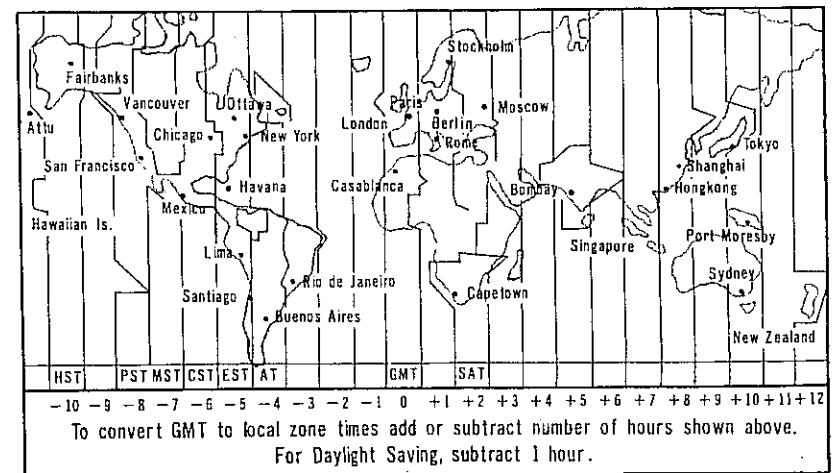 Stockholm
Fairbanks
Vancouver Ottawa Paris Moscow
Attu Chicago New York London Berlin
Rome Tokyo
San Francisco Shanghai
Havana Casablanca Bombay Hongkong
Mexico
Hawaiian Is. Port Moresby
Singapore
Lima
Rio de Janeiro Sydney
Santiago Capetown
Buenos Aires
New Zealand
HST PST MST CST EST AT GMT SAT
-10 -9 -8 -7 -6 -5 -4 -3 -2 -1 0 +1 +2 +3 +4 +5 +6 +7 +8 +9 +10 +11 +12
To convert GMT to local zone times add or subtract number of hours shown above.
For Daylight Saving, subtract 1 hour.